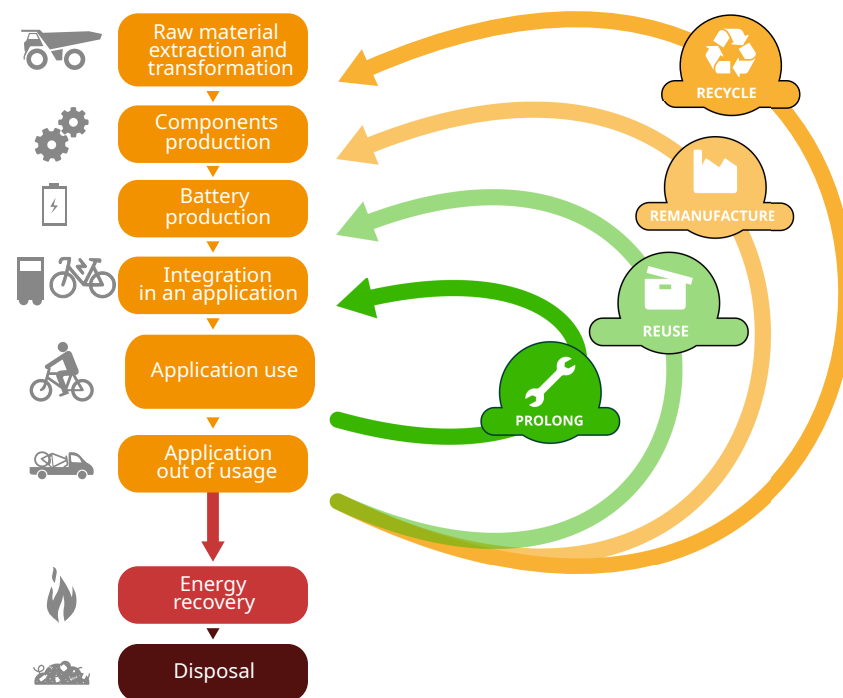 Raw material
extraction and
transformation
RECYCLE
Components
production
REMANUFACTURE
Battery
production
Integration
in an application
REUSE
Application use
PROLONG
Application
out of usage
Energy
recovery
Disposal